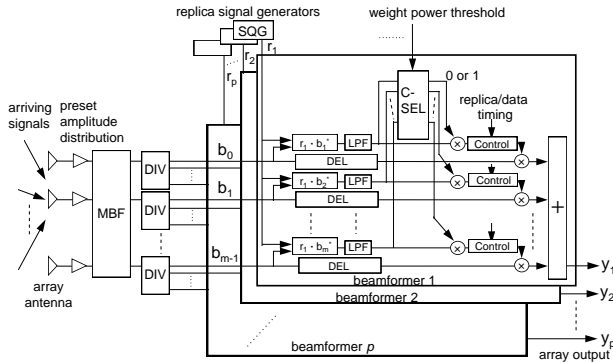 replica signal generators
weight power threshold
SQG
r₁
r₂
rₚ
0 or 1
C-
SEL
arriving
signals
preset
amplitude
distribution
replica/data
timing
b₀
r₁ · b₁*
LPF
Control
DIV
DEL
b₁
r₁ · b₂*
LPF
Control
MBF
DIV
DEL
+
bₘ₋₁
r₁ · bₘ*
LPF
Control
DIV
DEL
array
antenna
beamformer 1
y₁
beamformer 2
y₂
beamformer p
yₚ
array output